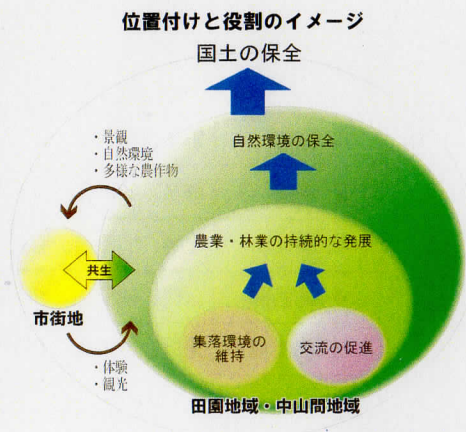 位置付けと役割のイメージ
国土の保全
・景観
・自然環境
・多様な農作物
自然環境の保全
農業・林業の持続的な発展
共生
市街地
集落環境の
維持
交流の促進
・体験
・観光
田園地域・中山間地域